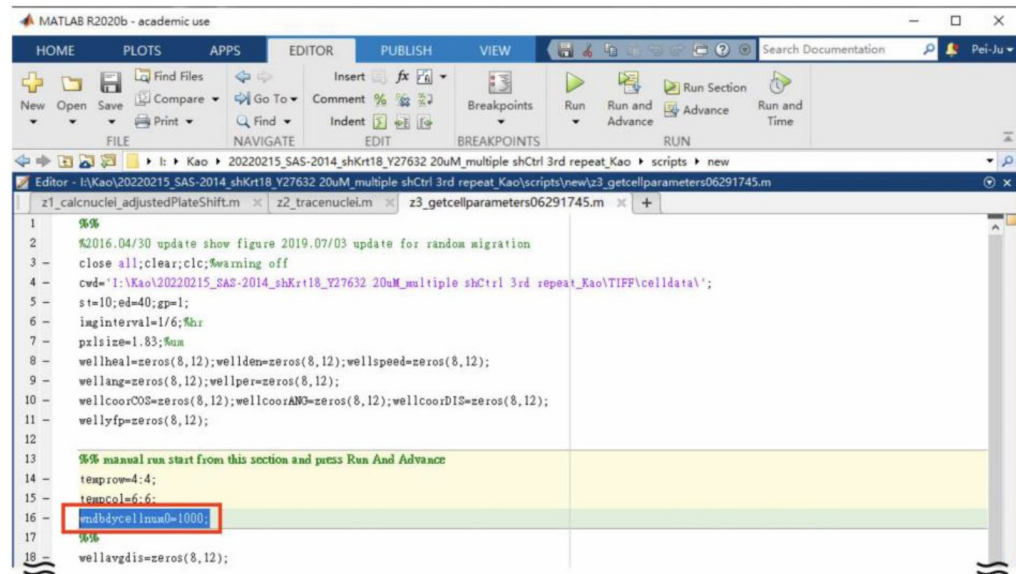 MATLAB R2020b - academic use
HOME PLOTS APPS EDITOR PUBLISH VIEW Search Documentation Pei-Ju
New Open Save Find Files Compare Print Go To Find Insert fx Comment % Indent Breakpoints Run Run and Advance Run Section Advance Run and Time
FILE NAVIGATE EDIT BREAKPOINTS RUN
I: Kao 20220215_SAS-2014_shKrt18_Y27632 20uM_multiple shCtrl 3rd repeat_Kao scripts new
Editor - I:\Kao\20220215_SAS-2014_shKrt18_Y27632 20uM_multiple shCtrl 3rd repeat_Kao\scripts\new\z3_getcellparameters06291745.m
z1_calcnuclei_adjustedPlateShift.m z2_tracenuclei.m z3_getcellparameters06291745.m
1 %%
2 %2016.04/30 update show figure 2019.07/03 update for random migration
3 - close all;clear;clc;%warning off
4 - cwd='I:\Kao\20220215_SAS-2014_shKrt18_Y27632 20uM_multiple shCtrl 3rd repeat_Kao\TIFF\celldata\';
5 - st=10;ed=40;gp=1;
6 - imginterval=1/6;%hr
7 - pxlsize=1.83;%um
8 - wellheal=zeros(8,12);wellden=zeros(8,12);wellspeed=zeros(8,12);
9 - wellang=zeros(8,12);wellper=zeros(8,12);
10 - wellcoorCOS=zeros(8,12);wellcoorANG=zeros(8,12);wellcoorDIS=zeros(8,12);
11 - wellyfp=zeros(8,12);
12
13 %% manual run start from this section and press Run And Advance
14 - temprow=4:4;
15 - tempcol=6:6;
16 - wndbdycellnum0=1000;
17 %%
18 - wellavgdis=zeros(8,12);